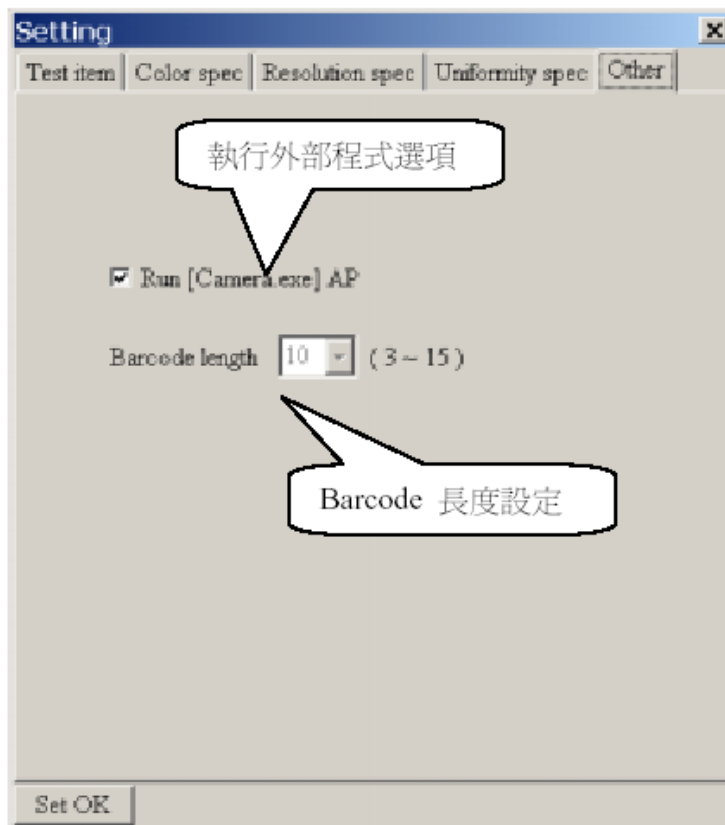 Setting
Test item Color spec Resolution spec Uniformity spec Other
執行外部程式選項
Run [Camera.exe] AP
Barcode length 10 ( 3 ~ 15 )
Barcode 長度設定
Set OK